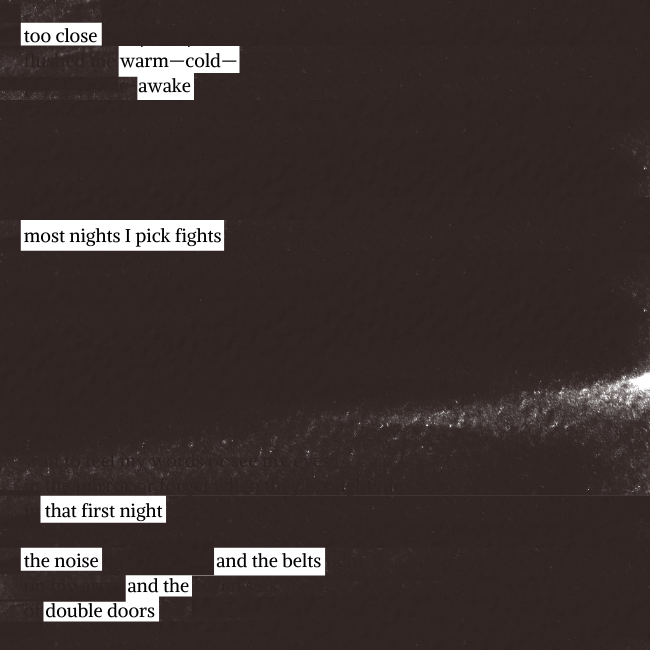 too close
warm—cold—
awake
most nights I pick fights
that first night
the noise and the belts
and the
double doors